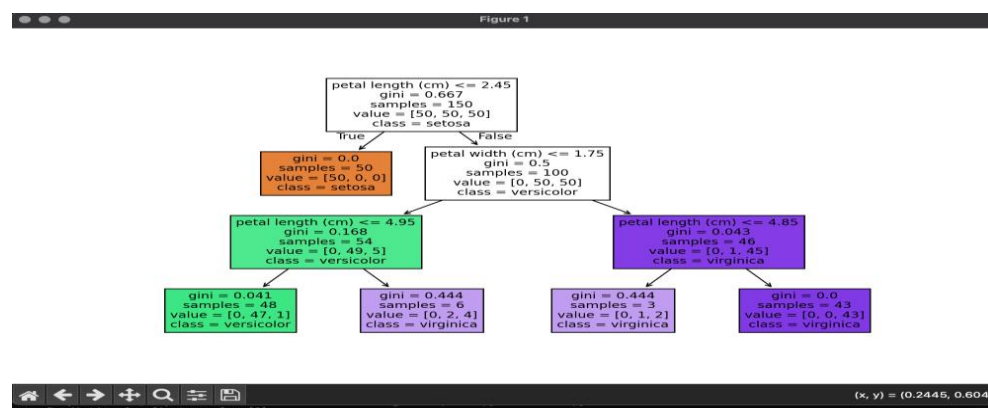 Figure 1
petal length (cm) <= 2.45
gini = 0.667
samples = 150
value = [50, 50, 50]
class = setosa
True
False
gini = 0.0
samples = 50
value = [50, 0, 0]
class = setosa
petal width (cm) <= 1.75
gini = 0.5
samples = 100
value = [0, 50, 50]
class = versicolor
petal length (cm) <= 4.95
gini = 0.168
samples = 54
value = [0, 49, 5]
class = versicolor
petal length (cm) <= 4.85
gini = 0.043
samples = 46
value = [0, 1, 45]
class = virginica
gini = 0.041
samples = 48
value = [0, 47, 1]
class = versicolor
gini = 0.444
samples = 6
value = [0, 2, 4]
class = virginica
gini = 0.444
samples = 3
value = [0, 1, 2]
class = virginica
gini = 0.0
samples = 43
value = [0, 0, 43]
class = virginica
(x, y) = (0.2445, 0.604